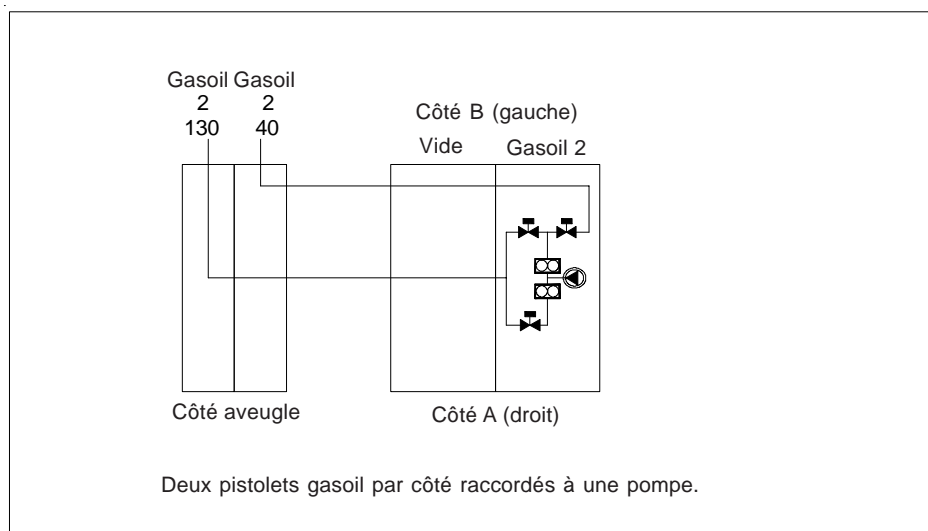 Gasoil Gasoil
2 2
130 40
Côté B (gauche)
Vide Gasoil 2
Côté aveugle
Côté A (droit)
Deux pistolets gasoil par côté raccordés à une pompe.